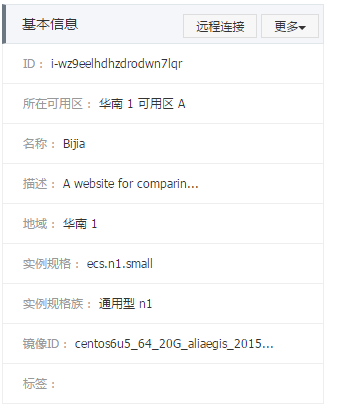 基本信息 远程连接 更多
ID： i-wz9eelhdhzdrodwn7lqr
所在可用区： 华南 1 可用区 A
名称： Bijia
描述： A website for comparin...
地域： 华南 1
实例规格： ecs.n1.small
实例规格族： 通用型 n1
镜像ID： centos6u5_64_20G_aliaegis_2015...
标签：